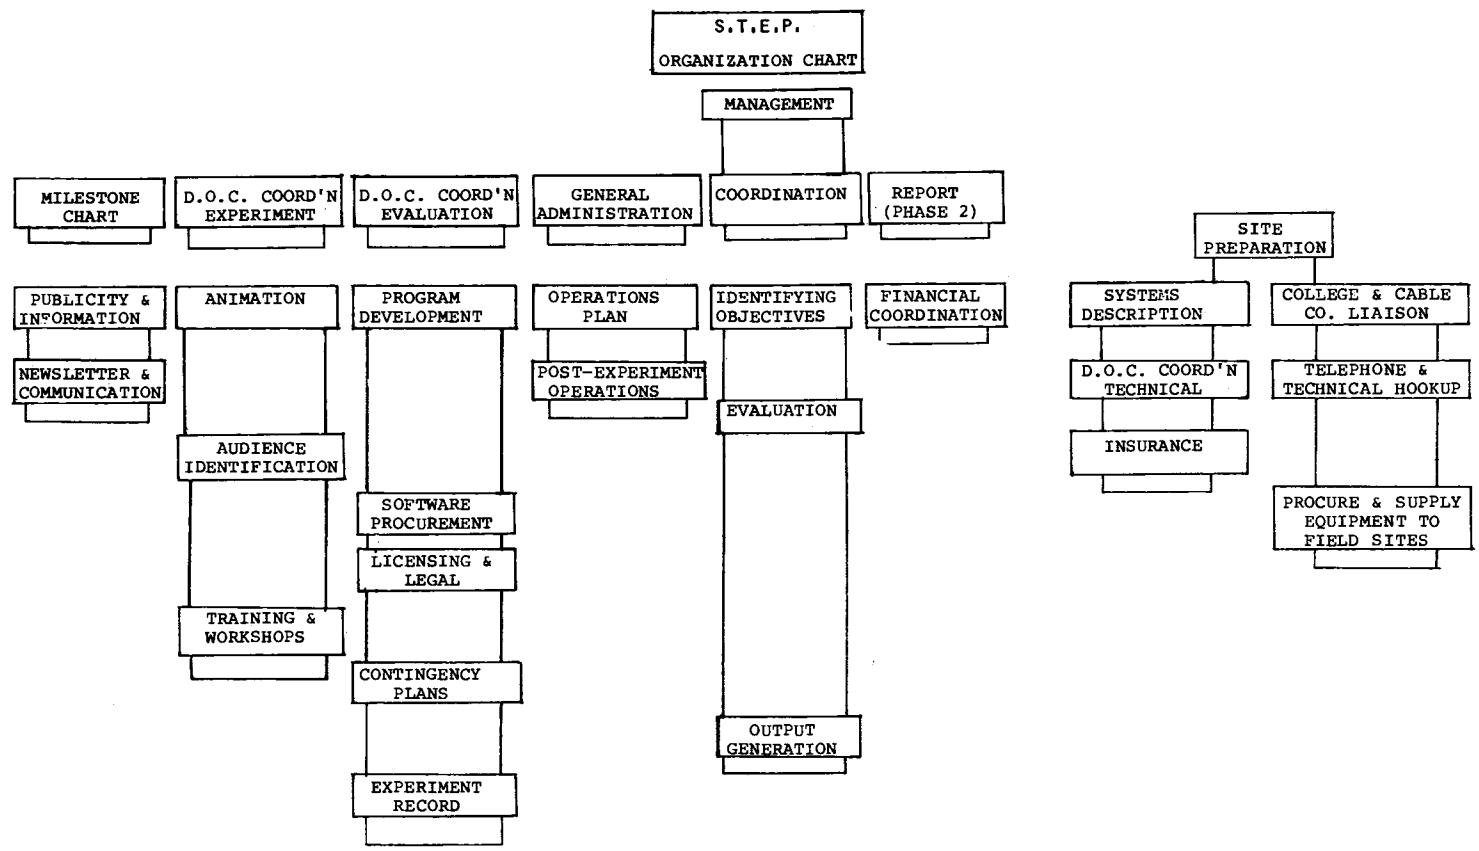 S.T.E.P.
ORGANIZATION CHART
MANAGEMENT
MILESTONE
CHART
D.O.C. COORD'N
EXPERIMENT
D.O.C. COORD'N
EVALUATION
GENERAL
ADMINISTRATION
COORDINATION
REPORT
(PHASE 2)
SITE
PREPARATION
PUBLICITY &
INFORMATION
ANIMATION
PROGRAM
DEVELOPMENT
OPERATIONS
PLAN
IDENTIFYING
OBJECTIVES
FINANCIAL
COORDINATION
SYSTEMS
DESCRIPTION
COLLEGE & CABLE
CO. LIAISON
NEWSLETTER &
COMMUNICATION
POST-EXPERIMENT
OPERATIONS
D.O.C. COORD'N
TECHNICAL
TELEPHONE &
TECHNICAL HOOKUP
EVALUATION
AUDIENCE
IDENTIFICATION
INSURANCE
SOFTWARE
PROCUREMENT
PROCURE & SUPPLY
EQUIPMENT TO
FIELD SITES
LICENSING &
LEGAL
TRAINING &
WORKSHOPS
CONTINGENCY
PLANS
OUTPUT
GENERATION
EXPERIMENT
RECORD